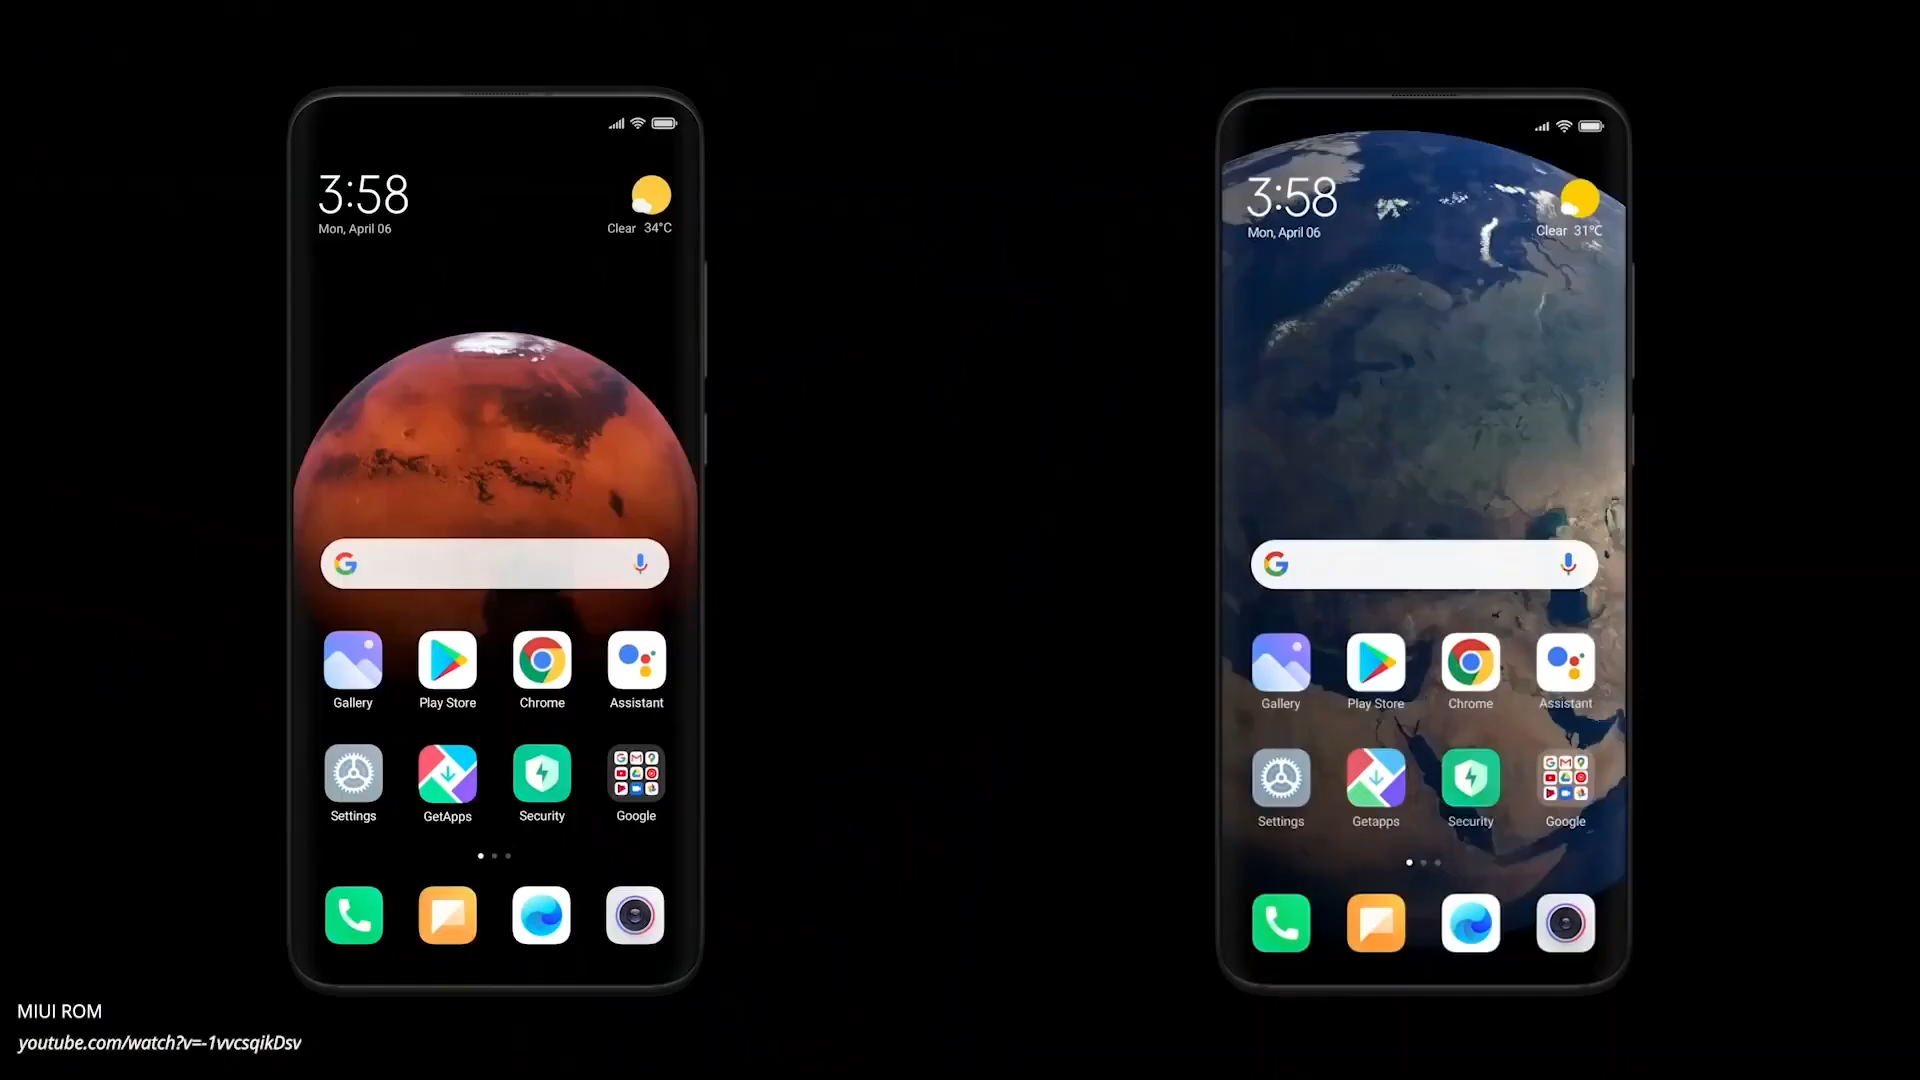 3:58
Mon, April 06
Clear 34°C
Gallery Play Store Chrome Assistant
Settings GetApps Security Google
3:58
Mon, April 06
Clear 31°C
Gallery Play Store Chrome Assistant
Settings Getapps Security Google
MIUI ROM
youtube.com/watch?v=-1vvcsqikDsv